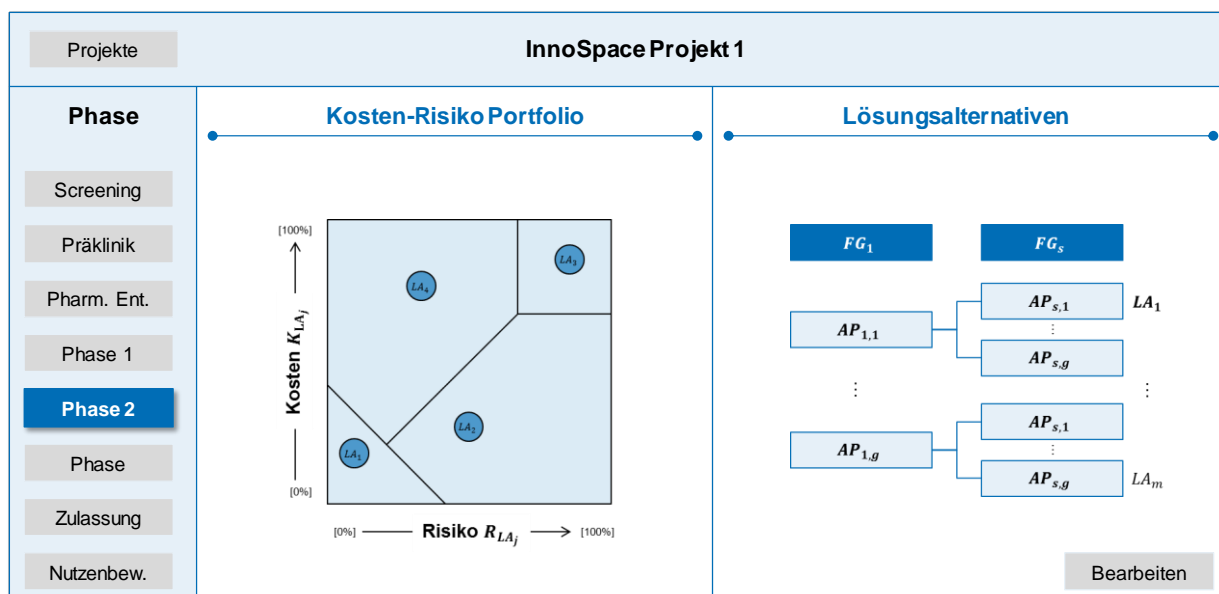 Projekte
InnoSpace Projekt 1
Phase
Screening
Präklinik
Pharm. Ent.
Phase 1
Phase 2
Phase
Zulassung
Nutzenbew.
Kosten-Risiko Portfolio
[100%]
Kosten K_{LA_j}
[0%]
LA_4
LA_3
LA_2
LA_1
[0%] Risiko R_{LA_j} [100%]
Lösungsalternativen
FG_1 FG_s
AP_{1,1}
AP_{s,1} LA_1
⋮
AP_{s,g}
⋮ ⋮
AP_{1,g}
AP_{s,1}
⋮
AP_{s,g} LA_m
Bearbeiten